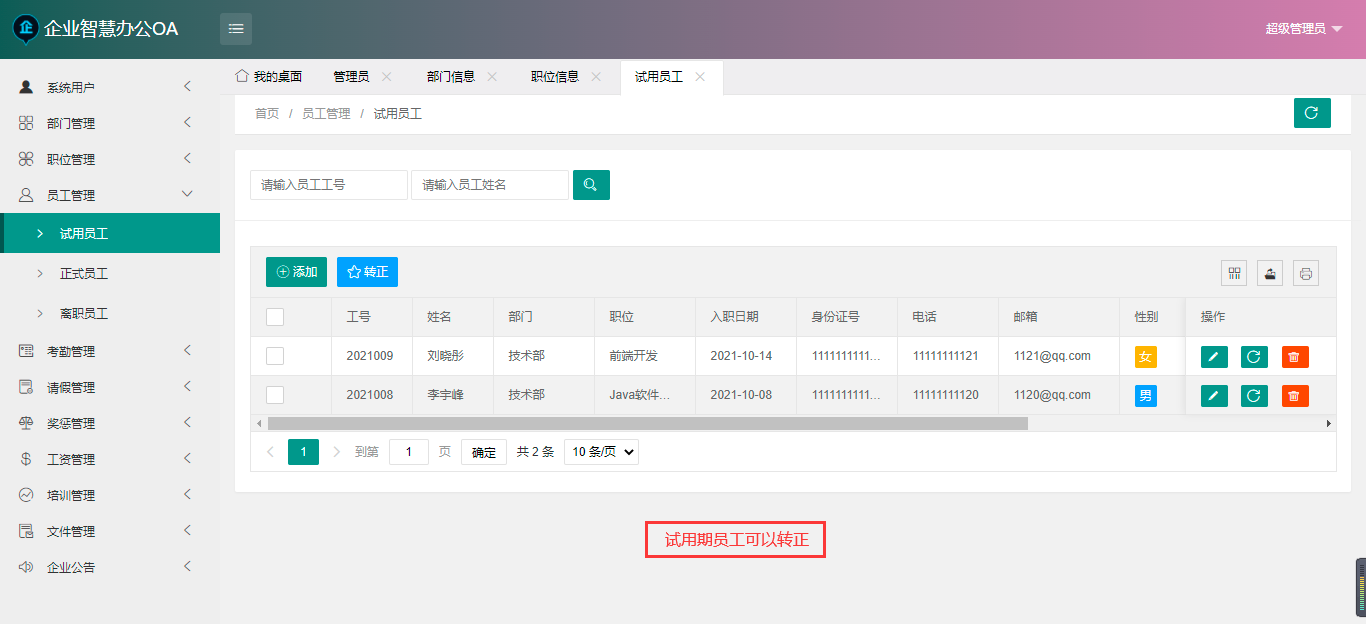 企业智慧办公OA
超级管理员
系统用户
部门管理
职位管理
员工管理
试用员工
正式员工
离职员工
考勤管理
请假管理
奖惩管理
工资管理
培训管理
文件管理
企业公告
我的桌面 管理员 部门信息 职位信息 试用员工
首页 / 员工管理 / 试用员工
请输入员工工号 请输入员工姓名
添加 转正
工号 姓名 部门 职位 入职日期 身份证号 电话 邮箱 性别 操作
2021009 刘晓彤 技术部 前端开发 2021-10-14 1111111111... 11111111121 1121@qq.com 女
2021008 李宇峰 技术部 Java软件... 2021-10-08 1111111111... 11111111120 1120@qq.com 男
1 到第 1 页 确定 共 2 条 10 条/页
试用期员工可以转正